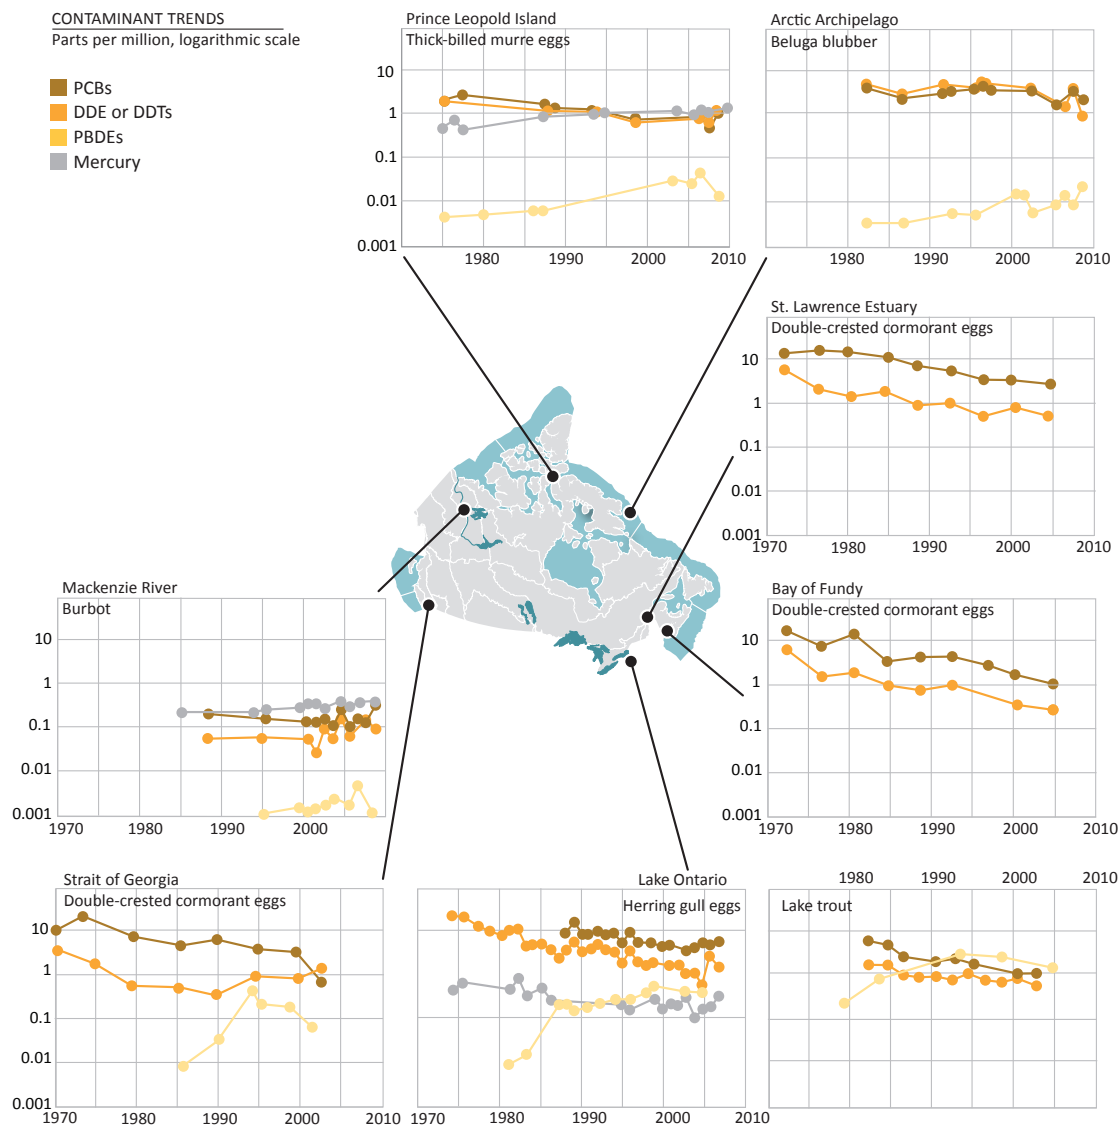 CONTAMINANT TRENDS
Parts per million, logarithmic scale
PCBs
DDE or DDTs
PBDEs
Mercury
Prince Leopold Island
Thick-billed murre eggs
10
1
0.1
0.01
0.001
1980 1990 2000 2010
Arctic Archipelago
Beluga blubber
1980 1990 2000 2010
St. Lawrence Estuary
Double-crested cormorant eggs
10
1
0.1
0.01
0.001
1970 1980 1990 2000 2010
Mackenzie River
Burbot
10
1
0.1
0.01
0.001
1970 1980 1990 2000
Bay of Fundy
Double-crested cormorant eggs
10
1
0.1
0.01
0.001
1970 1980 1990 2000 2010
Strait of Georgia
Double-crested cormorant eggs
10
1
0.1
0.01
0.001
1970 1980 1990 2000 2010
Lake Ontario
Herring gull eggs
1970 1980 1990 2000 2010
1980 1990 2000 2010
Lake trout